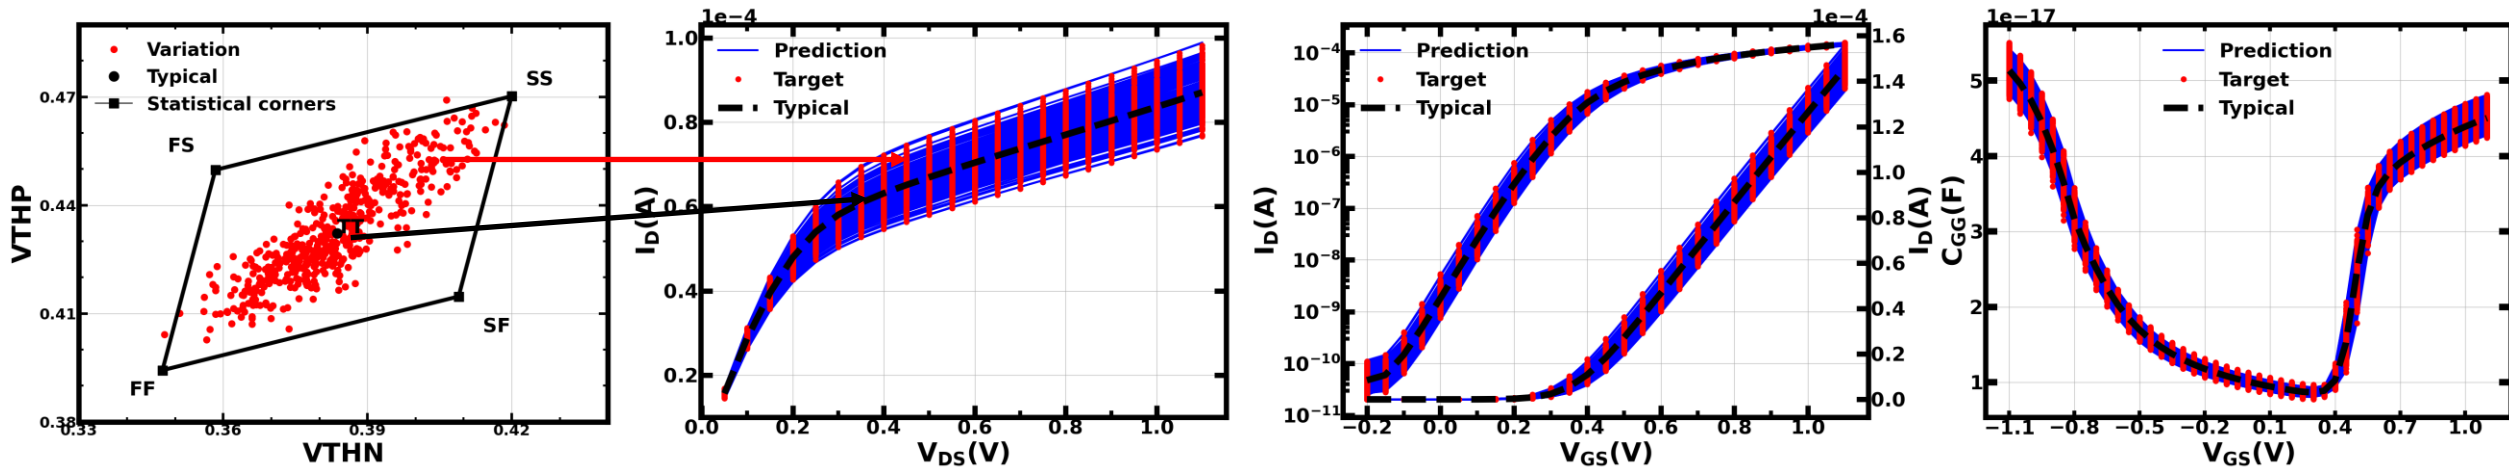 Variation
Typical
Statistical corners
SS
FS
TT
SF
FF
0.47
0.44
0.41
0.38
VTHP
0.33
0.36
0.39
0.42
VTHN
1e−4
Prediction
Target
Typical
1.0
0.8
0.6
0.4
0.2
I_D(A)
0.0
0.2
0.4
0.6
0.8
1.0
V_DS(V)
1e−4
Prediction
Target
Typical
10⁻⁴
10⁻⁵
10⁻⁶
10⁻⁷
10⁻⁸
10⁻⁹
10⁻¹⁰
10⁻¹¹
I_D(A)
1.6
1.4
1.2
1.0
0.8
0.6
0.4
0.2
0.0
I_D(A)
−0.2
0.0
0.2
0.4
0.6
0.8
1.0
V_GS(V)
1e−17
Prediction
Target
Typical
5
4
3
2
1
C_GG(F)
−1.1
−0.8
−0.5
−0.2
0.1
0.4
0.7
1.0
V_GS(V)